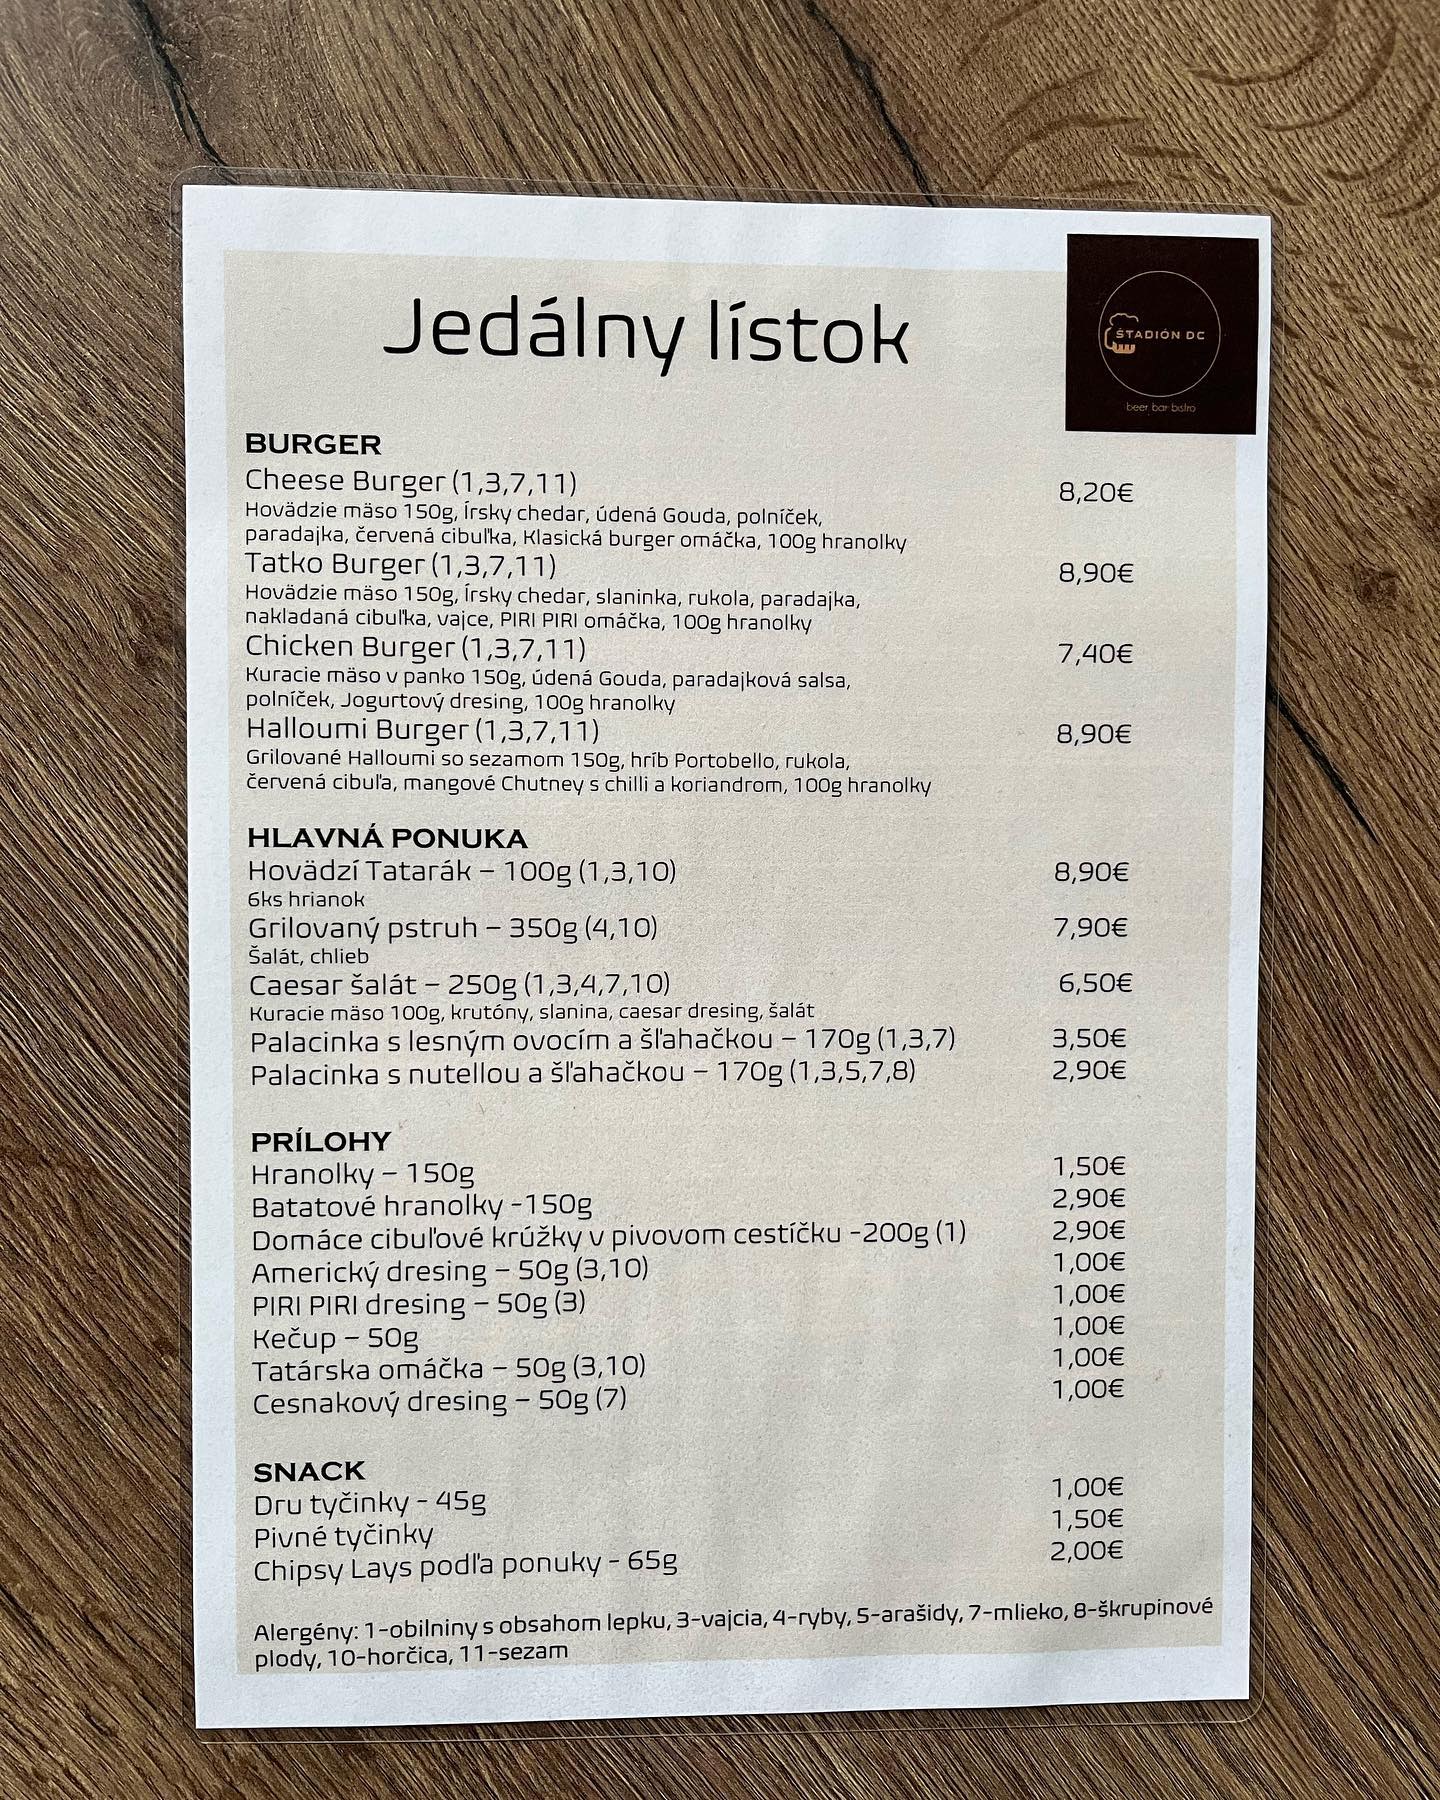 Jedálny lístok
ŠTADIÓN DC
beer bar bistro
BURGER
Cheese Burger (1,3,7,11) 8,20€
Hovädzie mäso 150g, Írsky chedar, údená Gouda, polníček,
paradajka, červená cibuľka, Klasická burger omáčka, 100g hranolky
Tatko Burger (1,3,7,11) 8,90€
Hovädzie mäso 150g, Írsky chedar, slaninka, rukola, paradajka,
nakladaná cibuľka, vajce, PIRI PIRI omáčka, 100g hranolky
Chicken Burger (1,3,7,11) 7,40€
Kuracie mäso v panko 150g, údená Gouda, paradajková salsa,
polníček, Jogurtový dresing, 100g hranolky
Halloumi Burger (1,3,7,11) 8,90€
Grilované Halloumi so sezamom 150g, hríb Portobello, rukola,
červená cibuľa, mangové Chutney s chilli a koriandrom, 100g hranolky
HLAVNÁ PONUKA
Hovädzí Tatarák – 100g (1,3,10) 8,90€
6ks hrianok
Grilovaný pstruh – 350g (4,10) 7,90€
Šalát, chlieb
Caesar šalát – 250g (1,3,4,7,10) 6,50€
Kuracie mäso 100g, krutóny, slanina, caesar dresing, šalát
Palacinka s lesným ovocím a šľahačkou – 170g (1,3,7) 3,50€
Palacinka s nutellou a šľahačkou – 170g (1,3,5,7,8) 2,90€
PRÍLOHY
Hranolky – 150g 1,50€
Batatové hranolky -150g 2,90€
Domáce cibuľové krúžky v pivovom cestíčku -200g (1) 2,90€
Americký dresing – 50g (3,10) 1,00€
PIRI PIRI dresing – 50g (3) 1,00€
Kečup – 50g 1,00€
Tatárska omáčka – 50g (3,10) 1,00€
Cesnakový dresing – 50g (7) 1,00€
SNACK
Dru tyčinky - 45g 1,00€
Pivné tyčinky 1,50€
Chipsy Lays podľa ponuky - 65g 2,00€
Alergény: 1-obilniny s obsahom lepku, 3-vajcia, 4-ryby, 5-arašidy, 7-mlieko, 8-škrupinové
plody, 10-horčica, 11-sezam